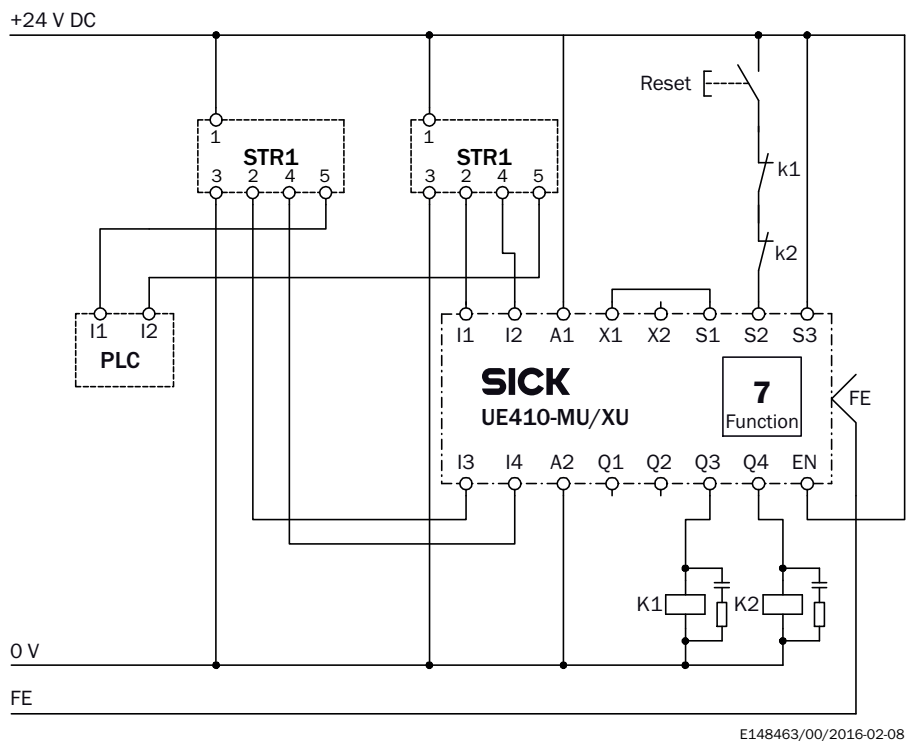 +24 V DC
Reset
1
1
STR1
STR1
3 2 4 5
3 2 4 5
k1
k2
I1 I2
PLC
I1 I2 A1 X1 X2 S1 S2 S3
SICK
UE410-MU/XU
7
Function
FE
I3 I4 A2 Q1 Q2 Q3 Q4 EN
K1
K2
0 V
FE
E148463/00/2016-02-08